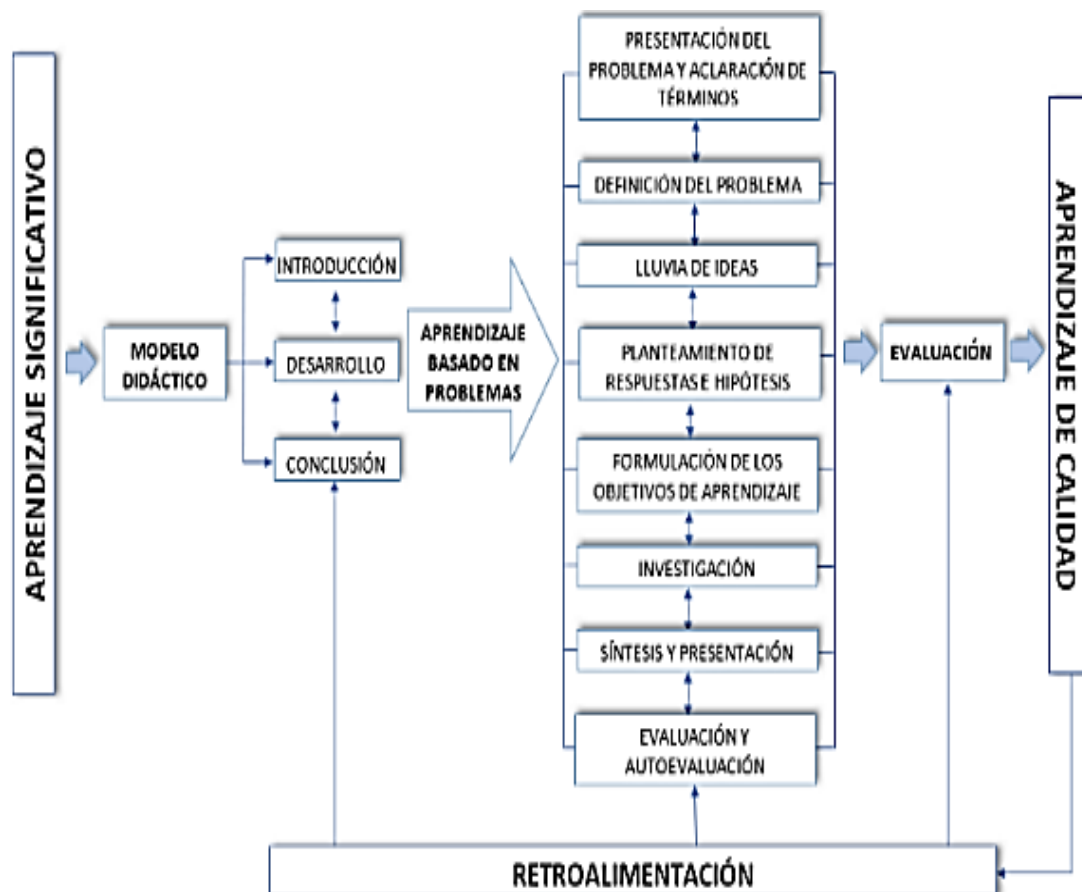 APRENDIZAJE SIGNIFICATIVO
MODELO
DIDÁCTICO
INTRODUCCIÓN
DESARROLLO
CONCLUSIÓN
APRENDIZAJE
BASADO EN
PROBLEMAS
PRESENTACIÓN DEL
PROBLEMA Y ACLARACIÓN DE
TÉRMINOS
DEFINICIÓN DEL PROBLEMA
LLUVIA DE IDEAS
PLANTEAMIENTO DE
RESPUESTAS E HIPÓTESIS
FORMULACIÓN DE LOS
OBJETIVOS DE APRENDIZAJE
INVESTIGACIÓN
SÍNTESIS Y PRESENTACIÓN
EVALUACIÓN Y
AUTOEVALUACIÓN
EVALUACIÓN
APRENDIZAJE DE CALIDAD
RETROALIMENTACIÓN